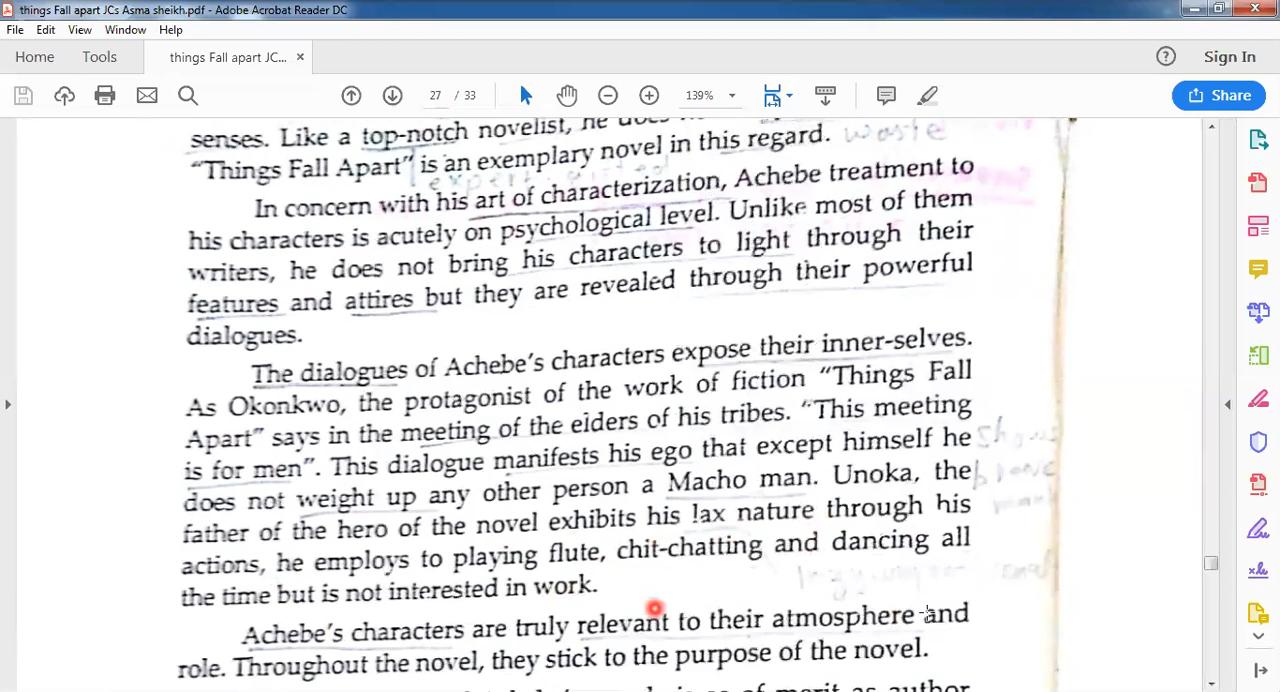 things Fall apart JCs Asma sheikh.pdf - Adobe Acrobat Reader DC
File Edit View Window Help
Home Tools things Fall apart JC... × Sign In
27 / 33 139% Share
senses. Like a top-notch novelist, he does
"Things Fall Apart" is an exemplary novel in this regard. waste
In concern with his art of characterization, Achebe treatment to
his characters is acutely on psychological level. Unlike most of them
writers, he does not bring his characters to light through their
features and attires but they are revealed through their powerful
dialogues.
The dialogues of Achebe's characters expose their inner-selves.
As Okonkwo, the protagonist of the work of fiction "Things Fall
Apart" says in the meeting of the elders of his tribes. "This meeting
is for men". This dialogue manifests his ego that except himself he
does not weight up any other person a Macho man. Unoka, the
father of the hero of the novel exhibits his lax nature through his
actions, he employs to playing flute, chit-chatting and dancing all
the time but is not interested in work.
Achebe's characters are truly relevant to their atmosphere and
role. Throughout the novel, they stick to the purpose of the novel.
of merit as author